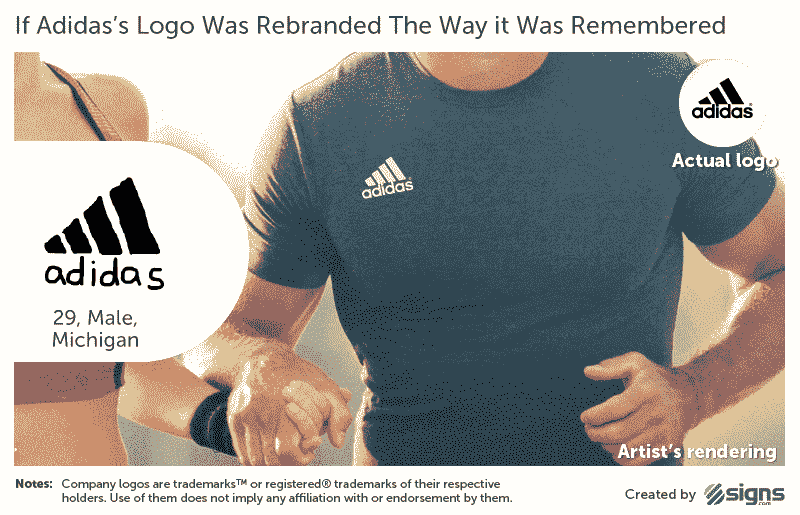 If Adidas's Logo Was Rebranded The Way it Was Remembered
adidas®
Actual logo
adidas
adidas
29, Male,
Michigan
Artist's rendering
Notes: Company logos are trademarks™ or registered® trademarks of their respective
holders. Use of them does not imply any affiliation with or endorsement by them.
Created by signs.com